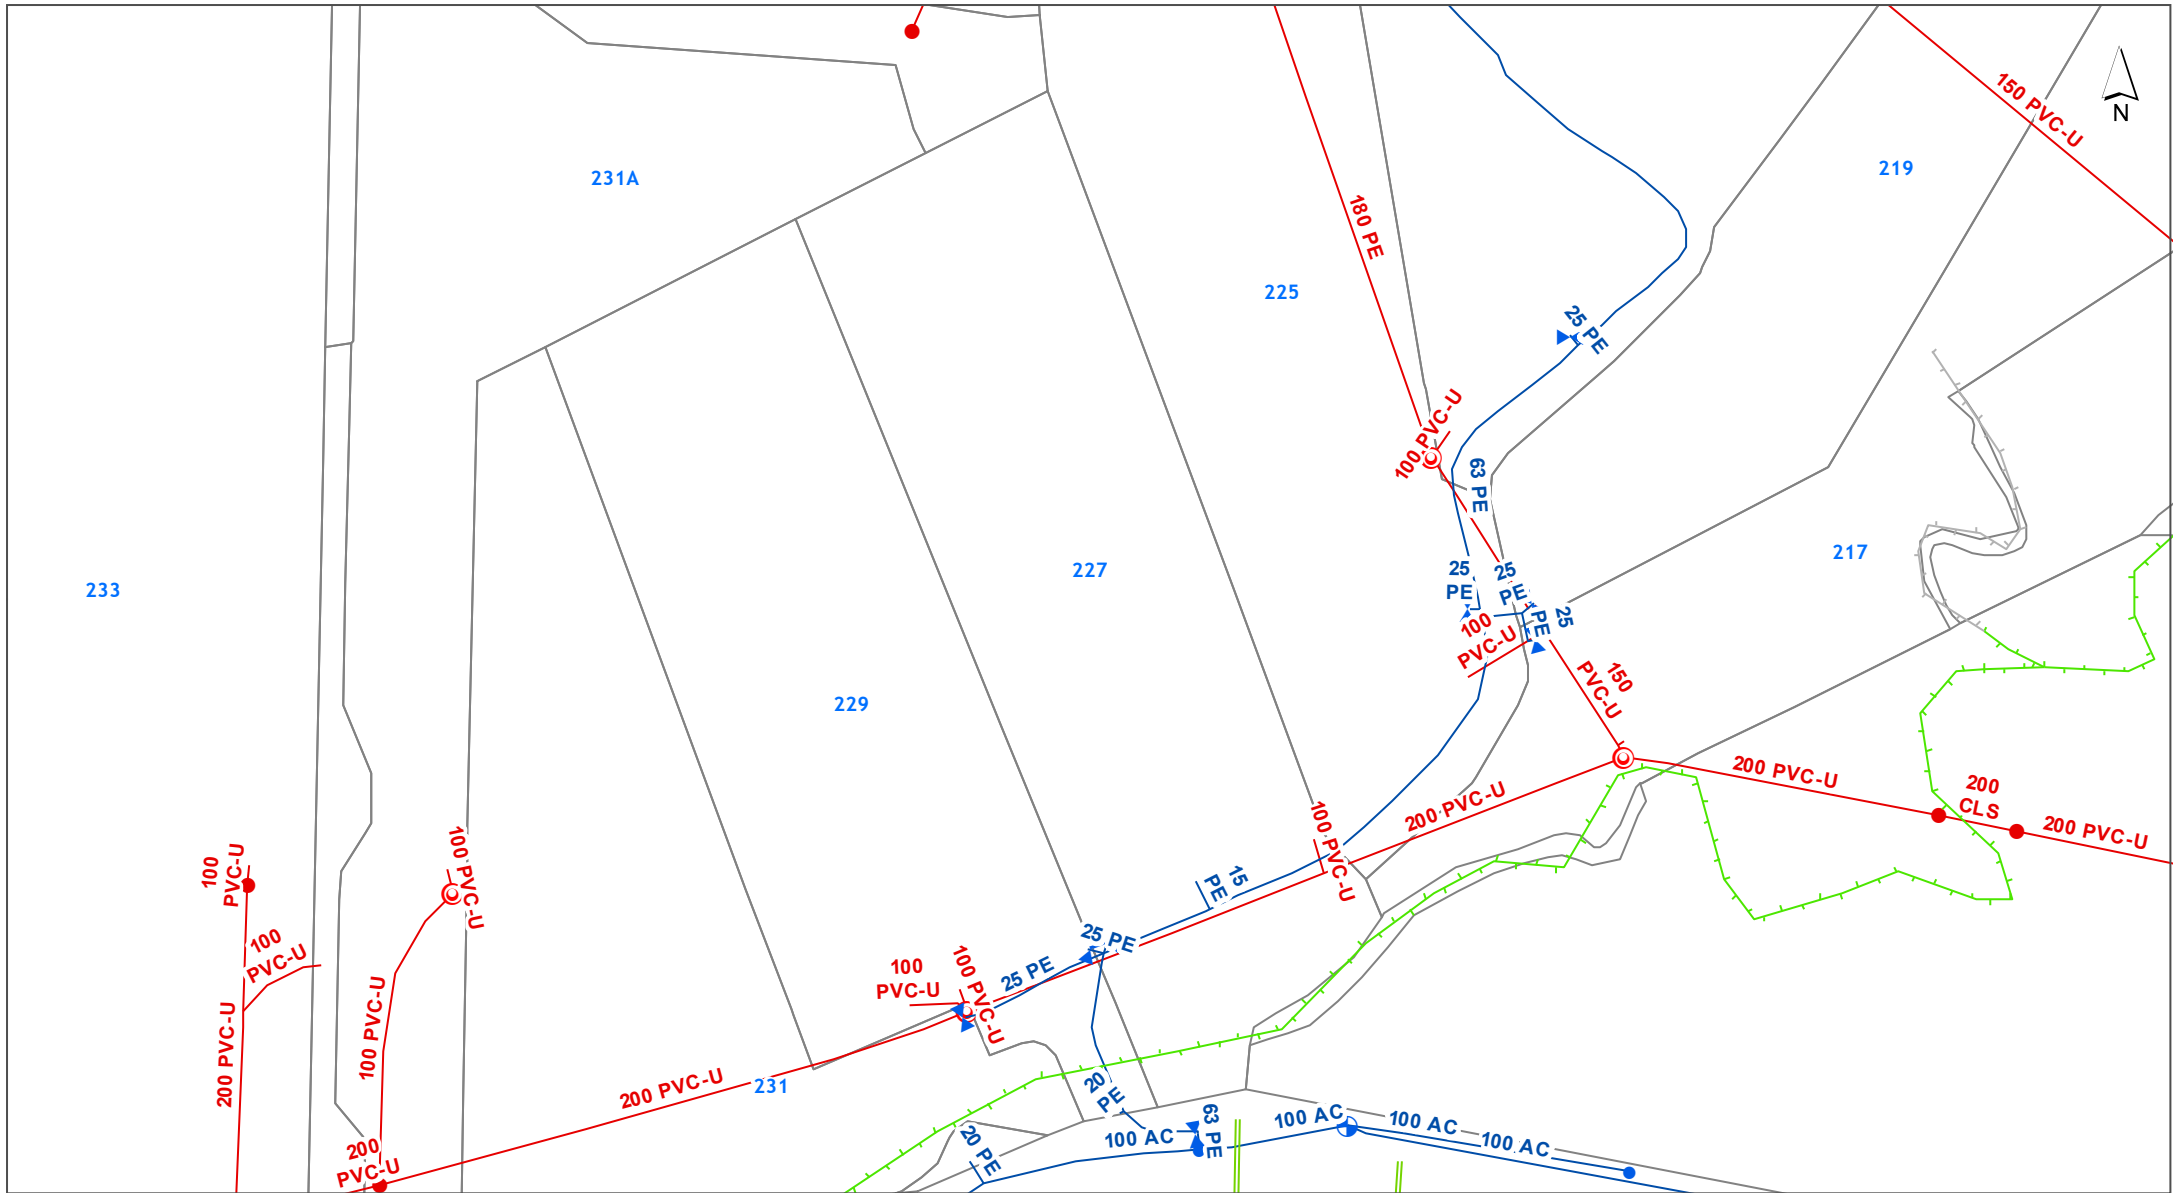 150 PVC-U
N
219
231A
180 PE
225
25 PE
100 PVC-U
63 PE
217
227
25
PE
25
PE
25
PE
233
100
PVC-U
150
PVC-U
229
200 PVC-U
200
CLS
200 PVC-U
200 PVC-U
100 PVC-U
100
PVC-U
100 PVC-U
15
PE
25 PE
100
PVC-U
25 PE
100
PVC-U
100 PVC-U
200 PVC-U
100 PVC-U
200 PVC-U
231
20
PE
100 AC
63 PE
100 AC
100 AC
100 AC
20 PE
200
PVC-U